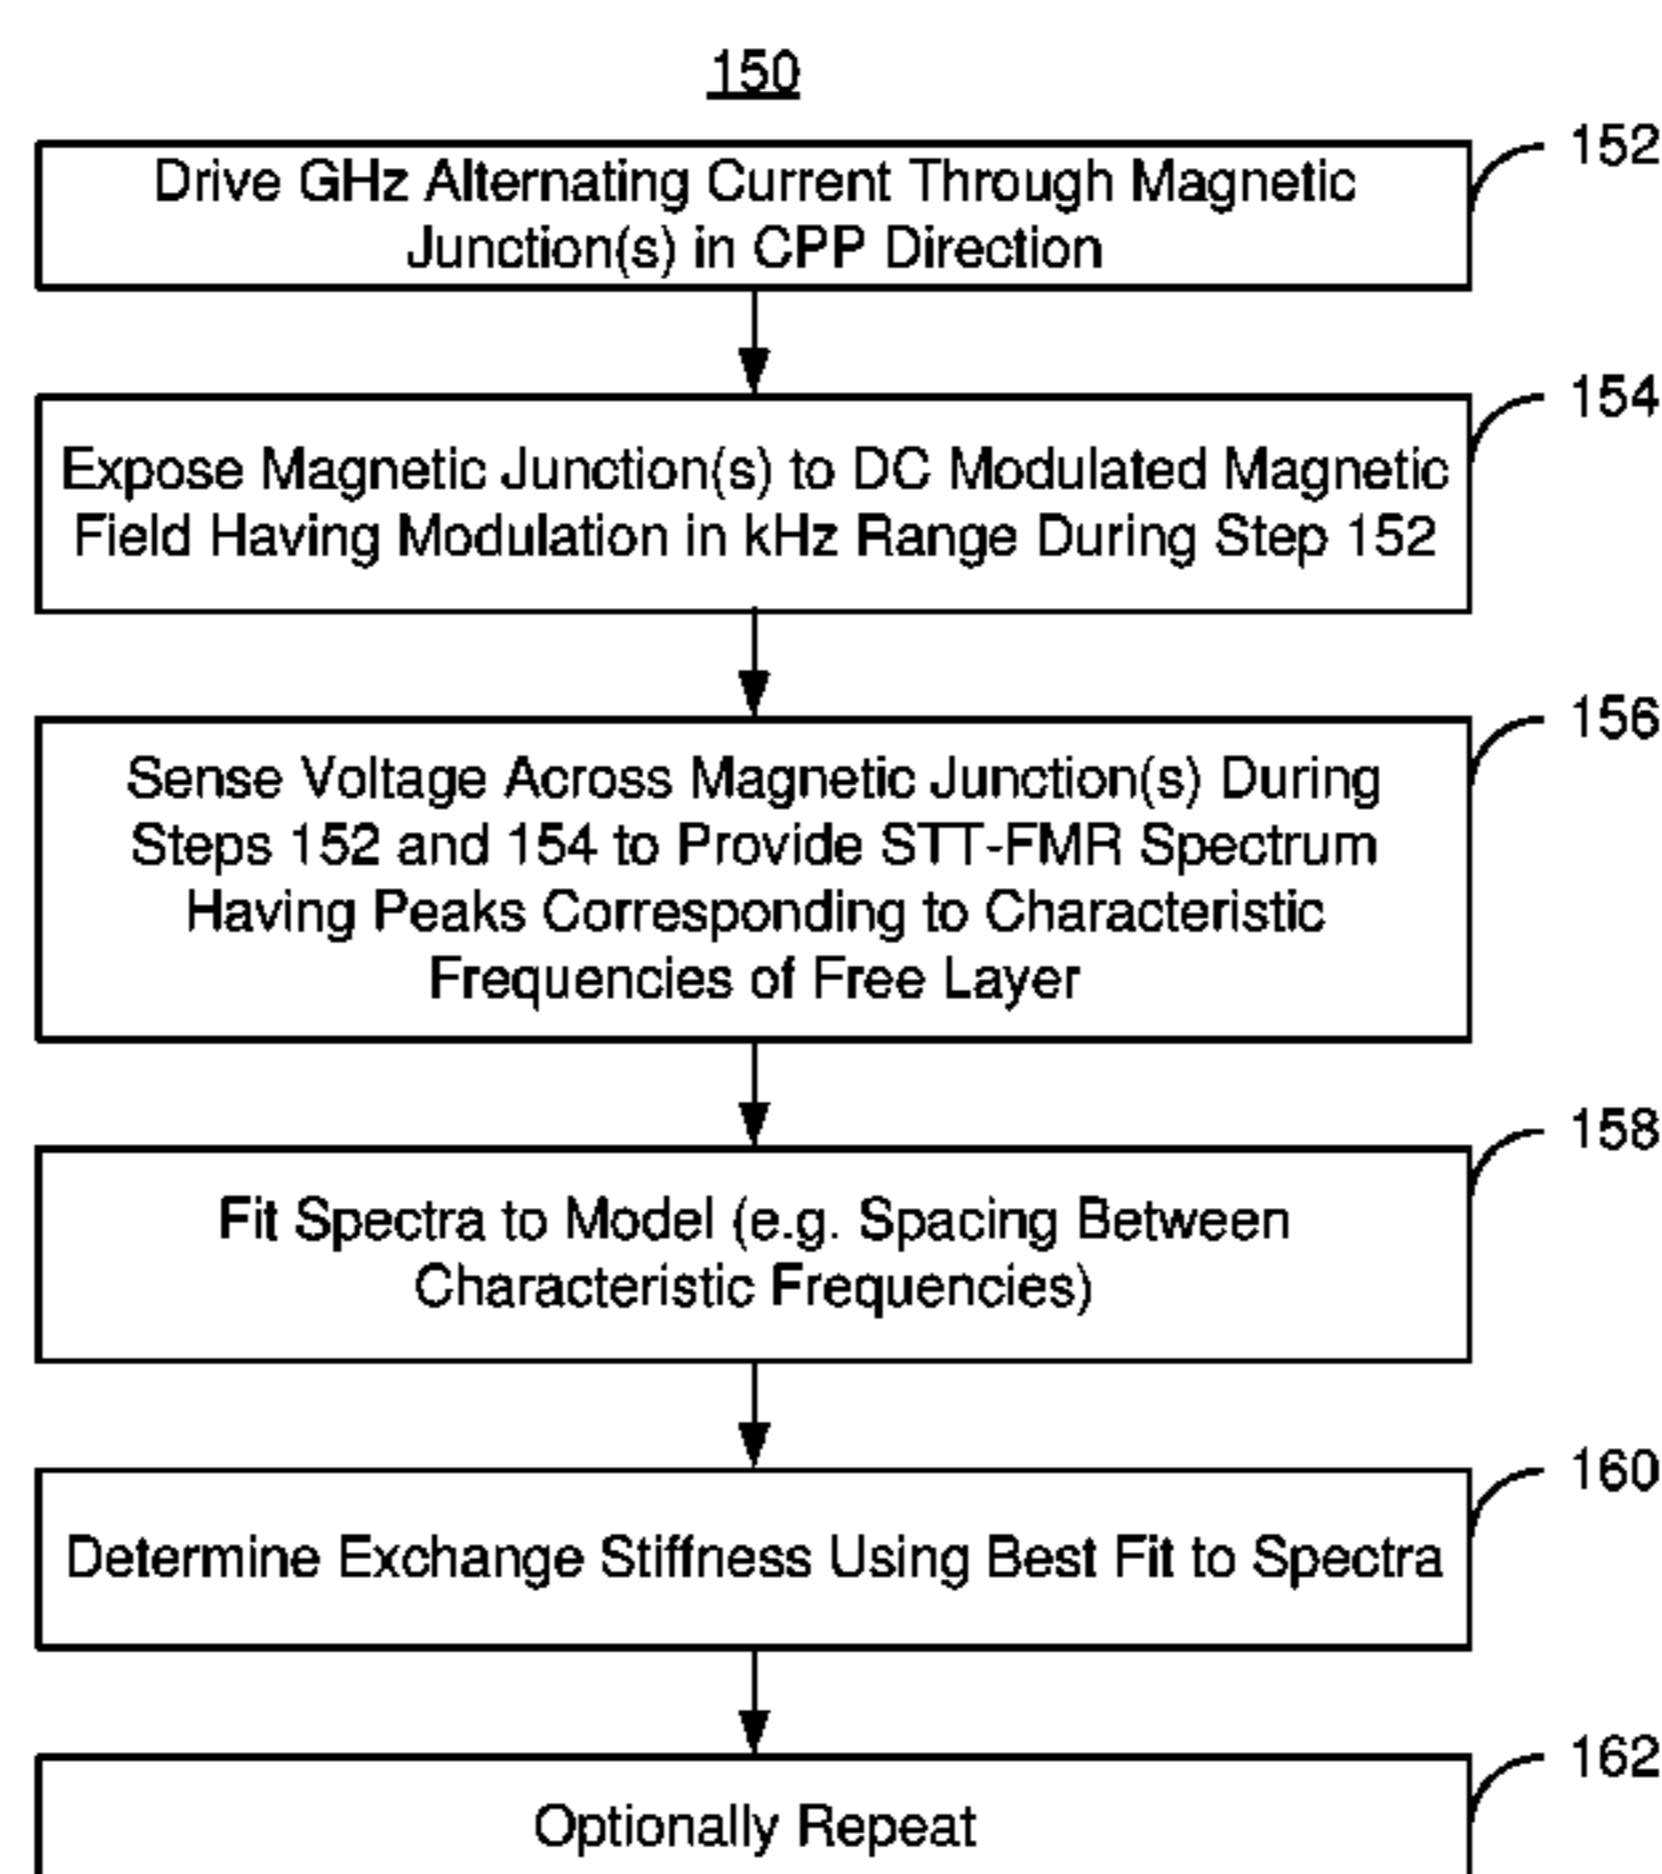 150
152
Drive GHz Alternating Current Through Magnetic
Junction(s) in CPP Direction
154
Expose Magnetic Junction(s) to DC Modulated Magnetic
Field Having Modulation in kHz Range During Step 152
156
Sense Voltage Across Magnetic Junction(s) During
Steps 152 and 154 to Provide STT-FMR Spectrum
Having Peaks Corresponding to Characteristic
Frequencies of Free Layer
158
Fit Spectra to Model (e.g. Spacing Between
Characteristic Frequencies)
160
Determine Exchange Stiffness Using Best Fit to Spectra
162
Optionally Repeat